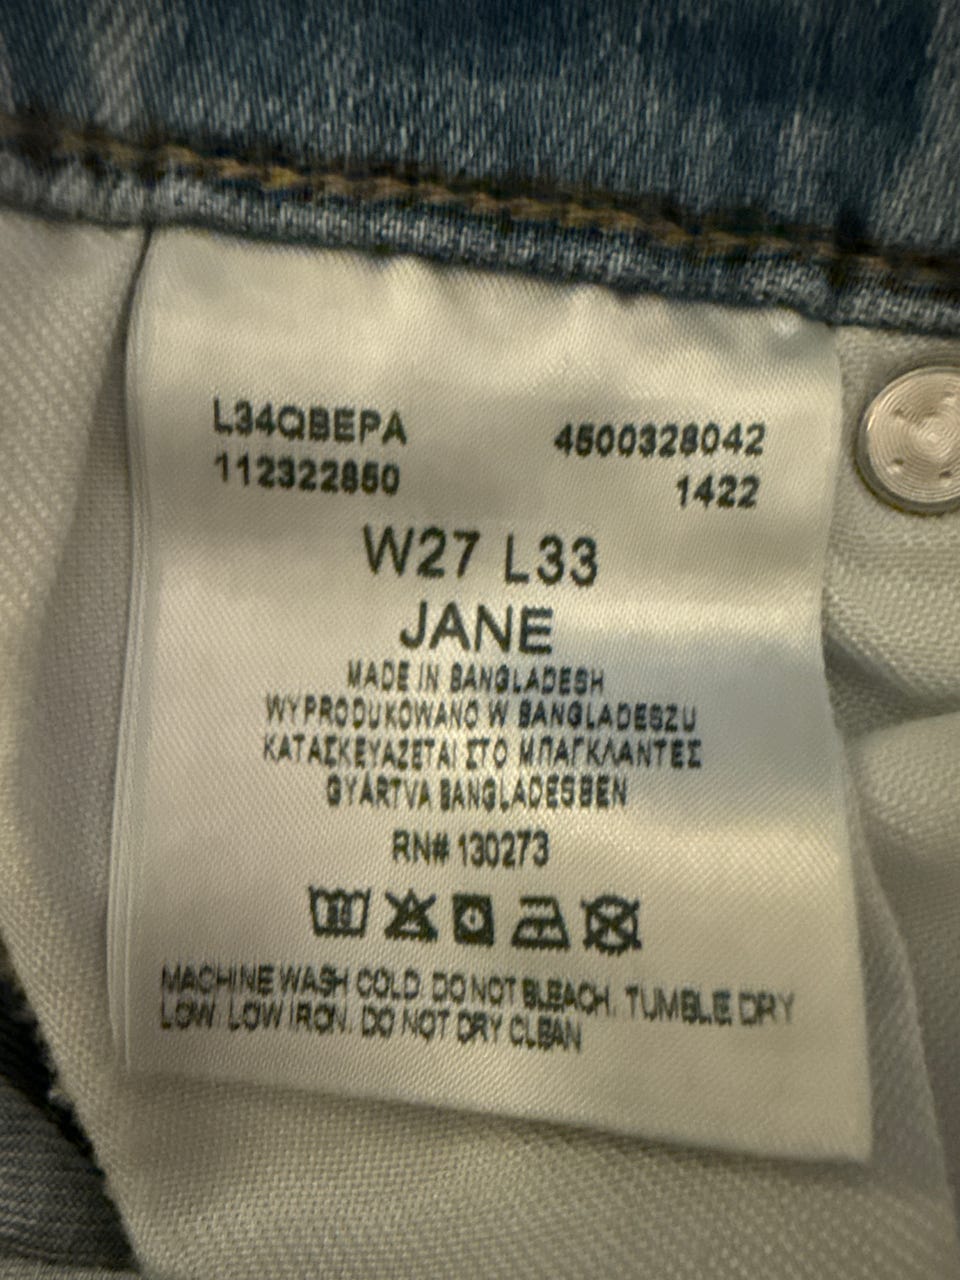 L34QBEPA 4500328042
112322850 1422
W27 L33
JANE
MADE IN BANGLADESH
WYPRODUKOWANO W BANGLADESZU
ΚΑΤΑΣΚΕΥΑΖΕΤΑΙ ΣΤΟ ΜΠΑΓΚΛΑΝΤΕΣ
GYÁRTVA BANGLADESBEN
RN# 130273
30
MACHINE WASH COLD. DO NOT BLEACH. TUMBLE DRY
LOW. LOW IRON. DO NOT DRY CLEAN